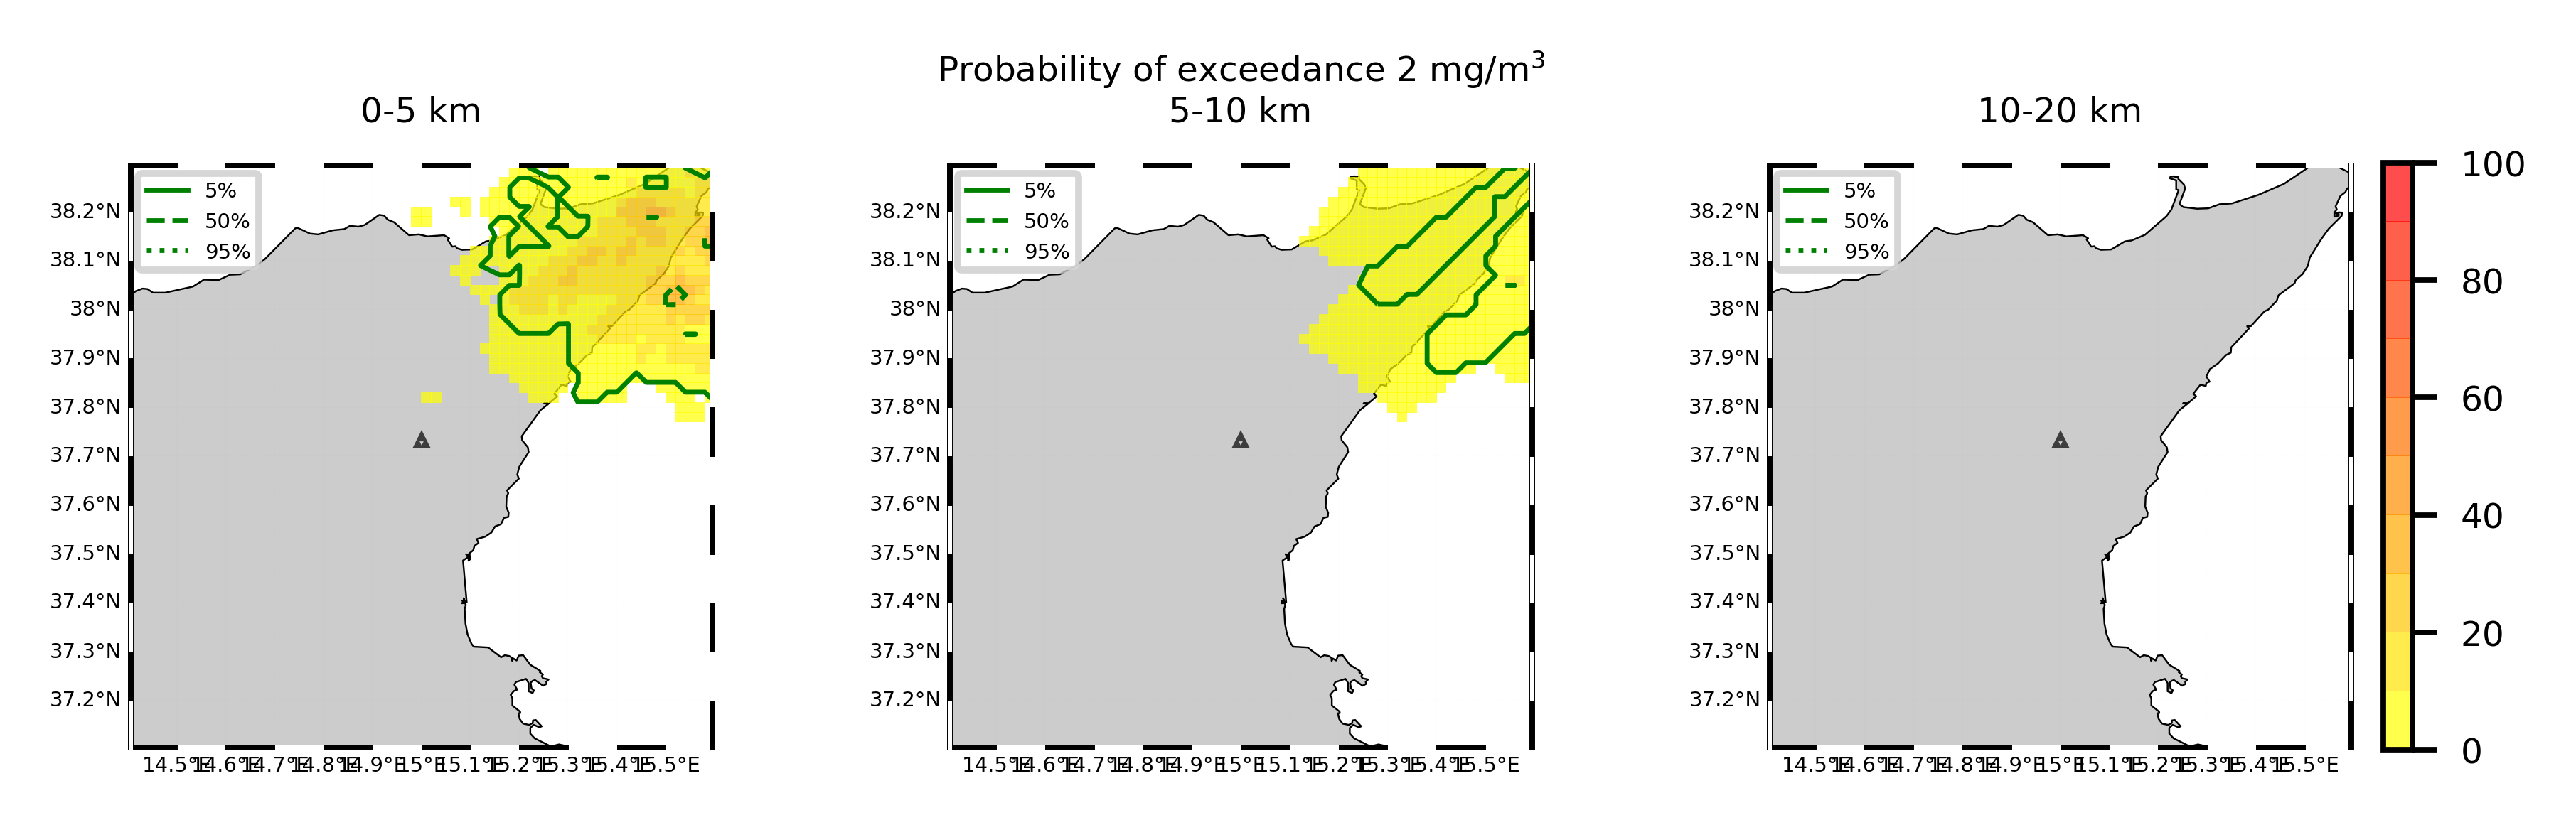 Probability of exceedance 2 mg/m³
0-5 km
5%
50%
95%
38.2°N
38.1°N
38°N
37.9°N
37.8°N
37.7°N
37.6°N
37.5°N
37.4°N
37.3°N
37.2°N
14.5°E 14.6°E 14.7°E 14.8°E 14.9°E 15°E 15.1°E 15.2°E 15.3°E 15.4°E 15.5°E
5-10 km
5%
50%
95%
38.2°N
38.1°N
38°N
37.9°N
37.8°N
37.7°N
37.6°N
37.5°N
37.4°N
37.3°N
37.2°N
14.5°E 14.6°E 14.7°E 14.8°E 14.9°E 15°E 15.1°E 15.2°E 15.3°E 15.4°E 15.5°E
10-20 km
5%
50%
95%
38.2°N
38.1°N
38°N
37.9°N
37.8°N
37.7°N
37.6°N
37.5°N
37.4°N
37.3°N
37.2°N
14.5°E 14.6°E 14.7°E 14.8°E 14.9°E 15°E 15.1°E 15.2°E 15.3°E 15.4°E 15.5°E
100
80
60
40
20
0